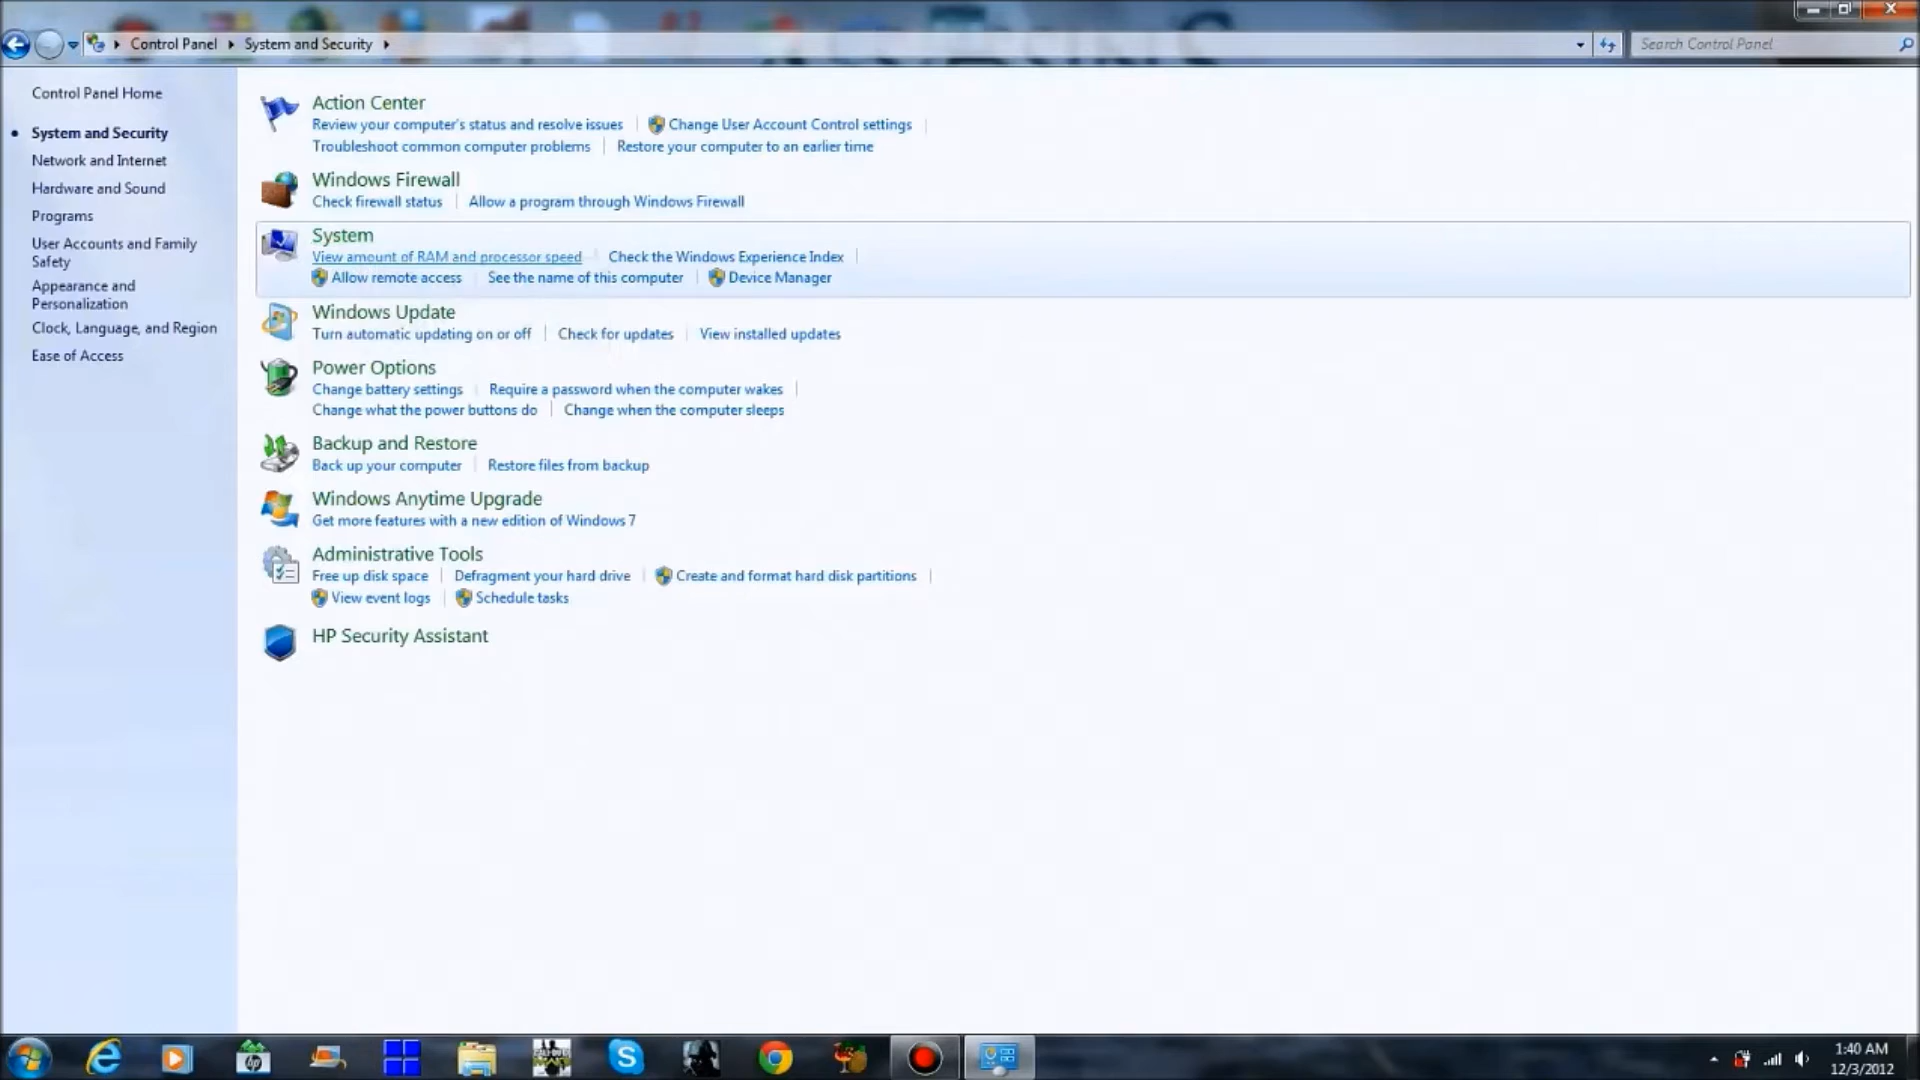 Control Panel System and Security
Search Control Panel
Control Panel Home
System and Security
Network and Internet
Hardware and Sound
Programs
User Accounts and Family
Safety
Appearance and
Personalization
Clock, Language, and Region
Ease of Access
Action Center
Review your computer's status and resolve issues Change User Account Control settings
Troubleshoot common computer problems Restore your computer to an earlier time
Windows Firewall
Check firewall status Allow a program through Windows Firewall
System
View amount of RAM and processor speed Check the Windows Experience Index
Allow remote access See the name of this computer Device Manager
Windows Update
Turn automatic updating on or off Check for updates View installed updates
Power Options
Change battery settings Require a password when the computer wakes
Change what the power buttons do Change when the computer sleeps
Backup and Restore
Back up your computer Restore files from backup
Windows Anytime Upgrade
Get more features with a new edition of Windows 7
Administrative Tools
Free up disk space Defragment your hard drive Create and format hard disk partitions
View event logs Schedule tasks
HP Security Assistant
hp
1:40 AM
12/3/2012